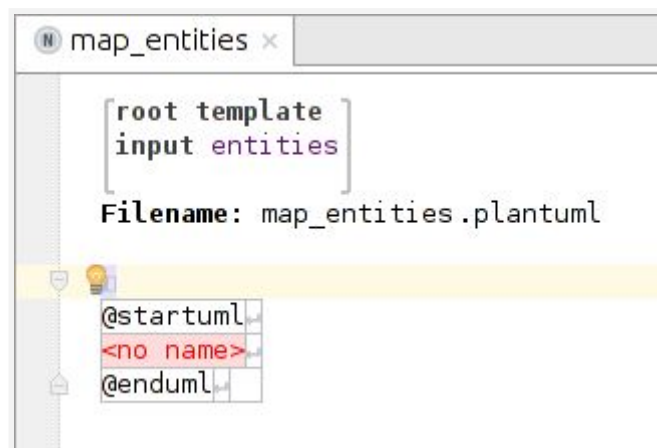 map_entities
root template
input entities
Filename: map_entities.plantuml
@startuml
<no name>
@enduml